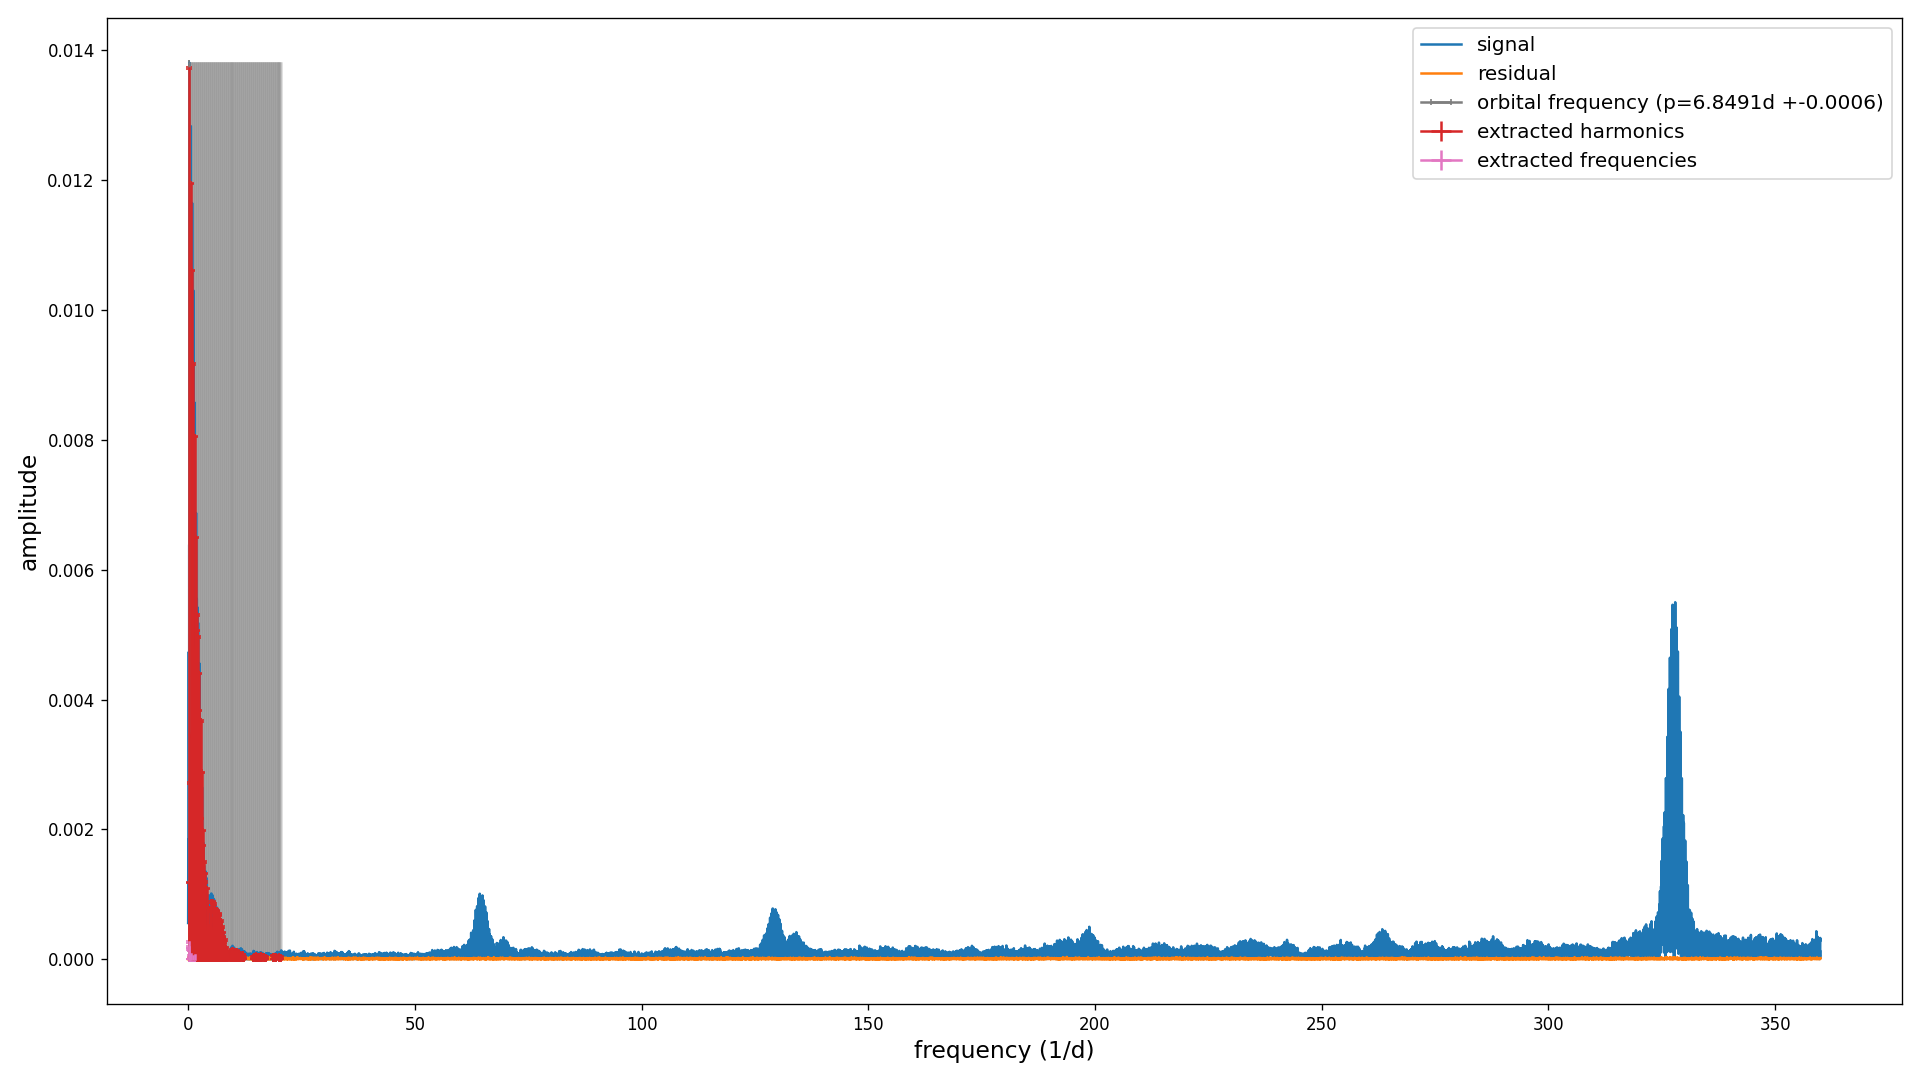 signal
residual
orbital frequency (p=6.8491d +-0.0006)
extracted harmonics
extracted frequencies
0.014
0.012
0.010
0.008
0.006
0.004
0.002
0.000
amplitude
0 50 100 150 200 250 300 350
frequency (1/d)